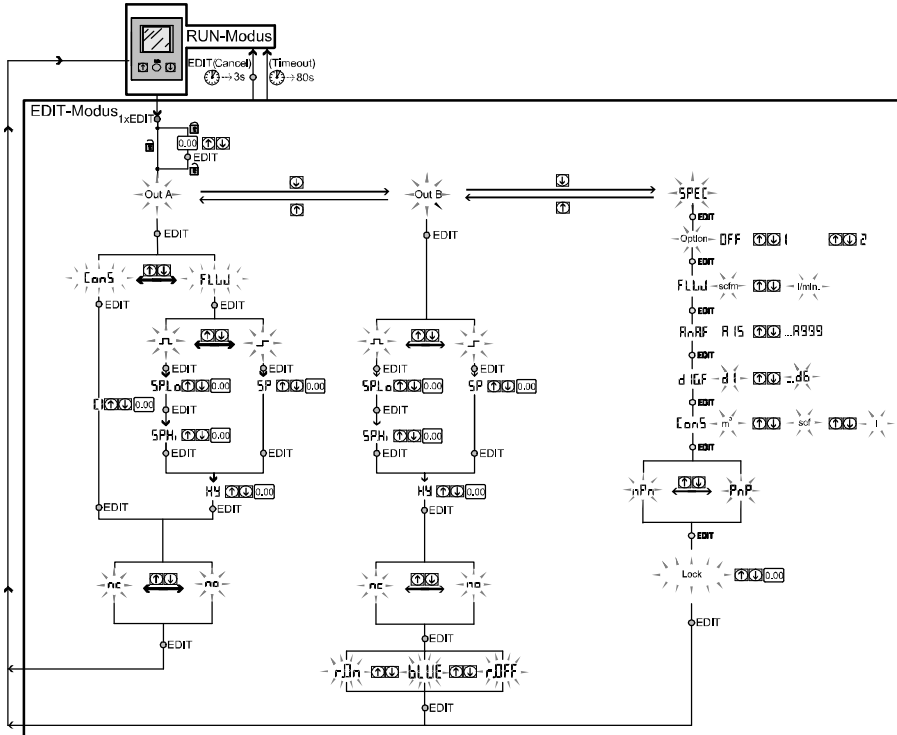 RUN-Modus
EDIT(Cancel) (Timeout)
3s 80s
EDIT-Modus
1xEDIT
0.00
EDIT
Out A Out B SPEC
EDIT
EDIT EDIT
Option OFF 1 2
EDIT
ConS FLW FLW scfm l/min.
EDIT EDIT EDIT
AnAF A15 ...A999
EDIT
EDIT EDIT EDIT EDIT
SPLo 0.00 SP 0.00 SPLo 0.00 SP 0.00 dIGF d1 ...d6
EDIT EDIT EDIT
C1 0.00 ConS m³ scf l
SPHi 0.00 SPHi 0.00
EDIT EDIT EDIT EDIT EDIT
HY 0.00 HY 0.00 nPn PnP
EDIT EDIT EDIT
EDIT
nc no nc no Lock 0.00
EDIT EDIT EDIT
rOn bLUE rOFF
EDIT